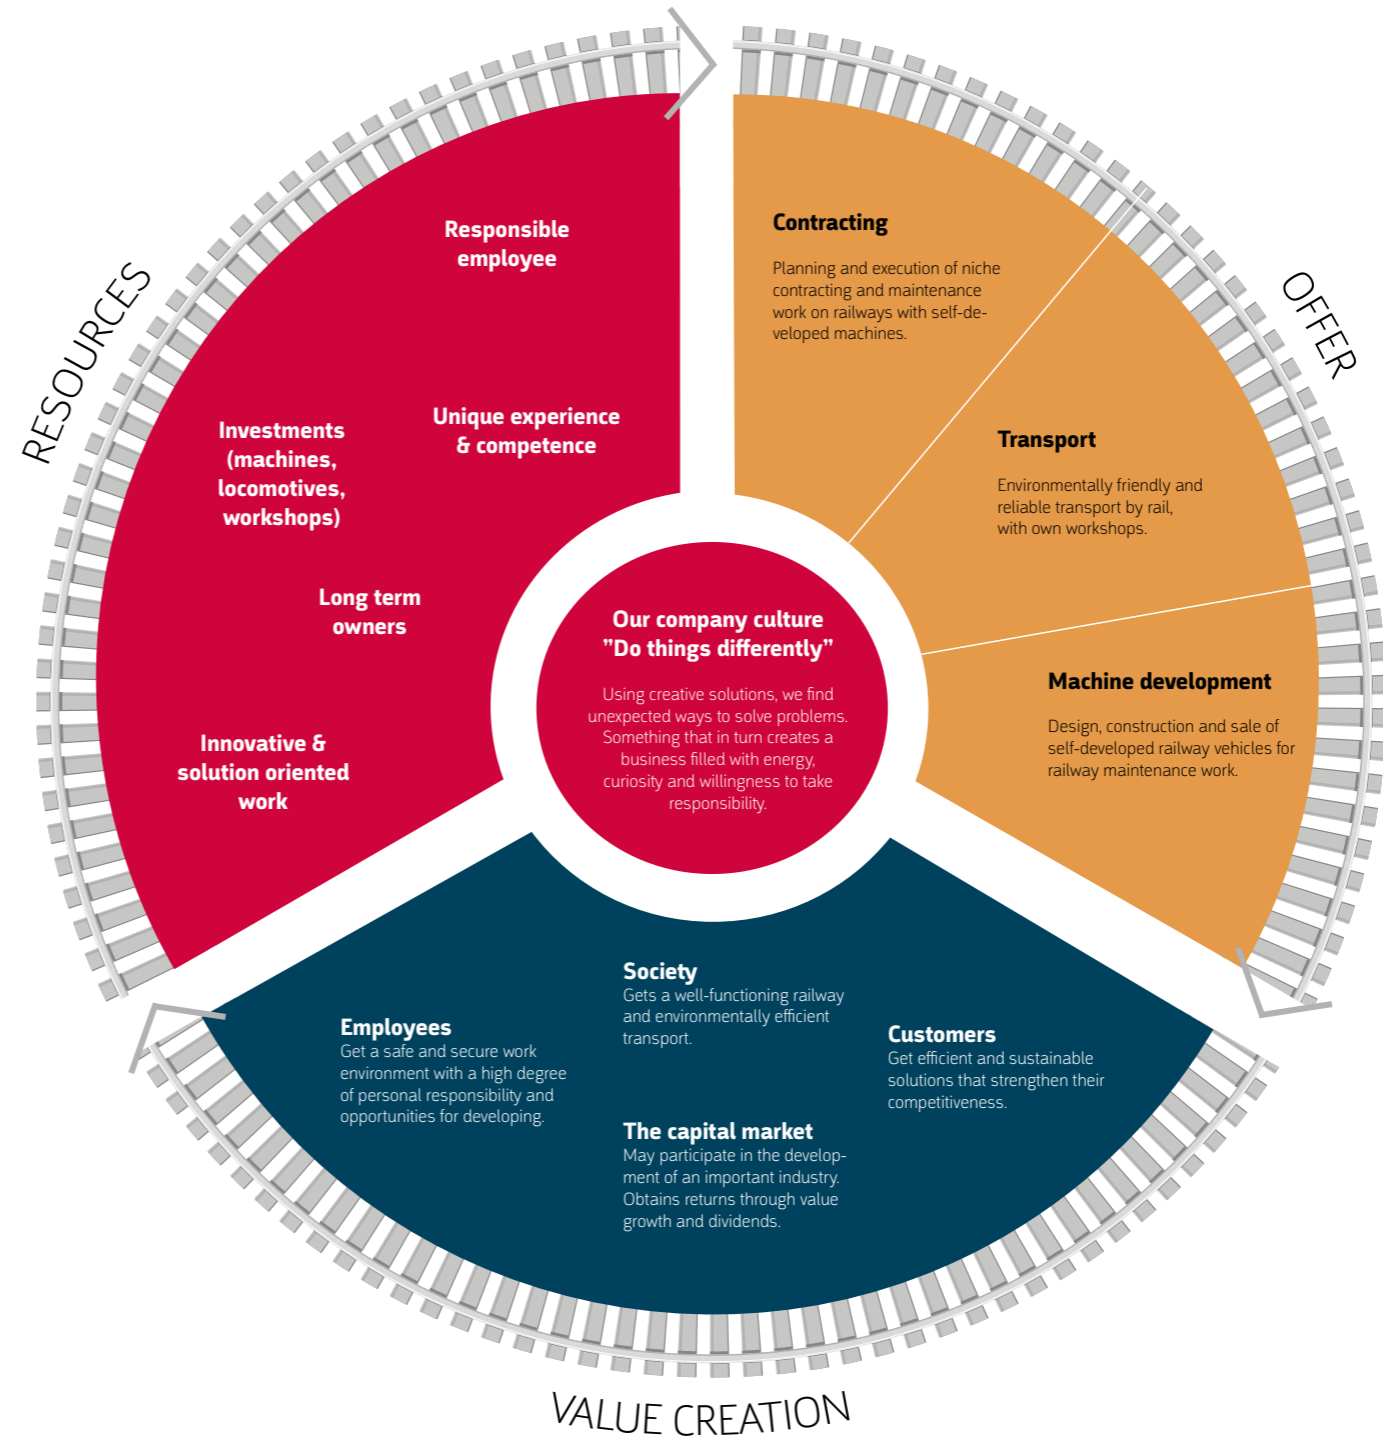 RESOURCES
Responsible
employee
Unique experience
& competence
Investments
(machines,
locomotives,
workshops)
Long term
owners
Innovative &
solution oriented
work
OFFER
Contracting
Planning and execution of niche
contracting and maintenance
work on railways with self-de-
veloped machines.
Transport
Environmentally friendly and
reliable transport by rail,
with own workshops.
Machine development
Design, construction and sale of
self-developed railway vehicles for
railway maintenance work.
Our company culture
”Do things differently”
Using creative solutions, we find
unexpected ways to solve problems.
Something that in turn creates a
business filled with energy,
curiosity and willingness to take
responsibility.
Employees
Get a safe and secure work
environment with a high degree
of personal responsibility and
opportunities for developing.
Society
Gets a well-functioning railway
and environmentally efficient
transport.
The capital market
May participate in the develop-
ment of an important industry.
Obtains returns through value
growth and dividends.
Customers
Get efficient and sustainable
solutions that strengthen their
competitiveness.
VALUE CREATION